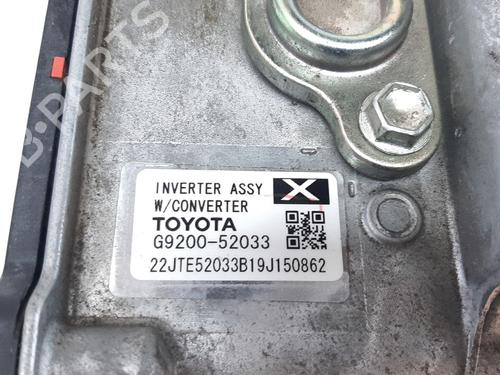 B-PARTS
INVERTER ASSY
W/CONVERTER
X
TOYOTA
G9200-52033
22JTE52033B19J150862